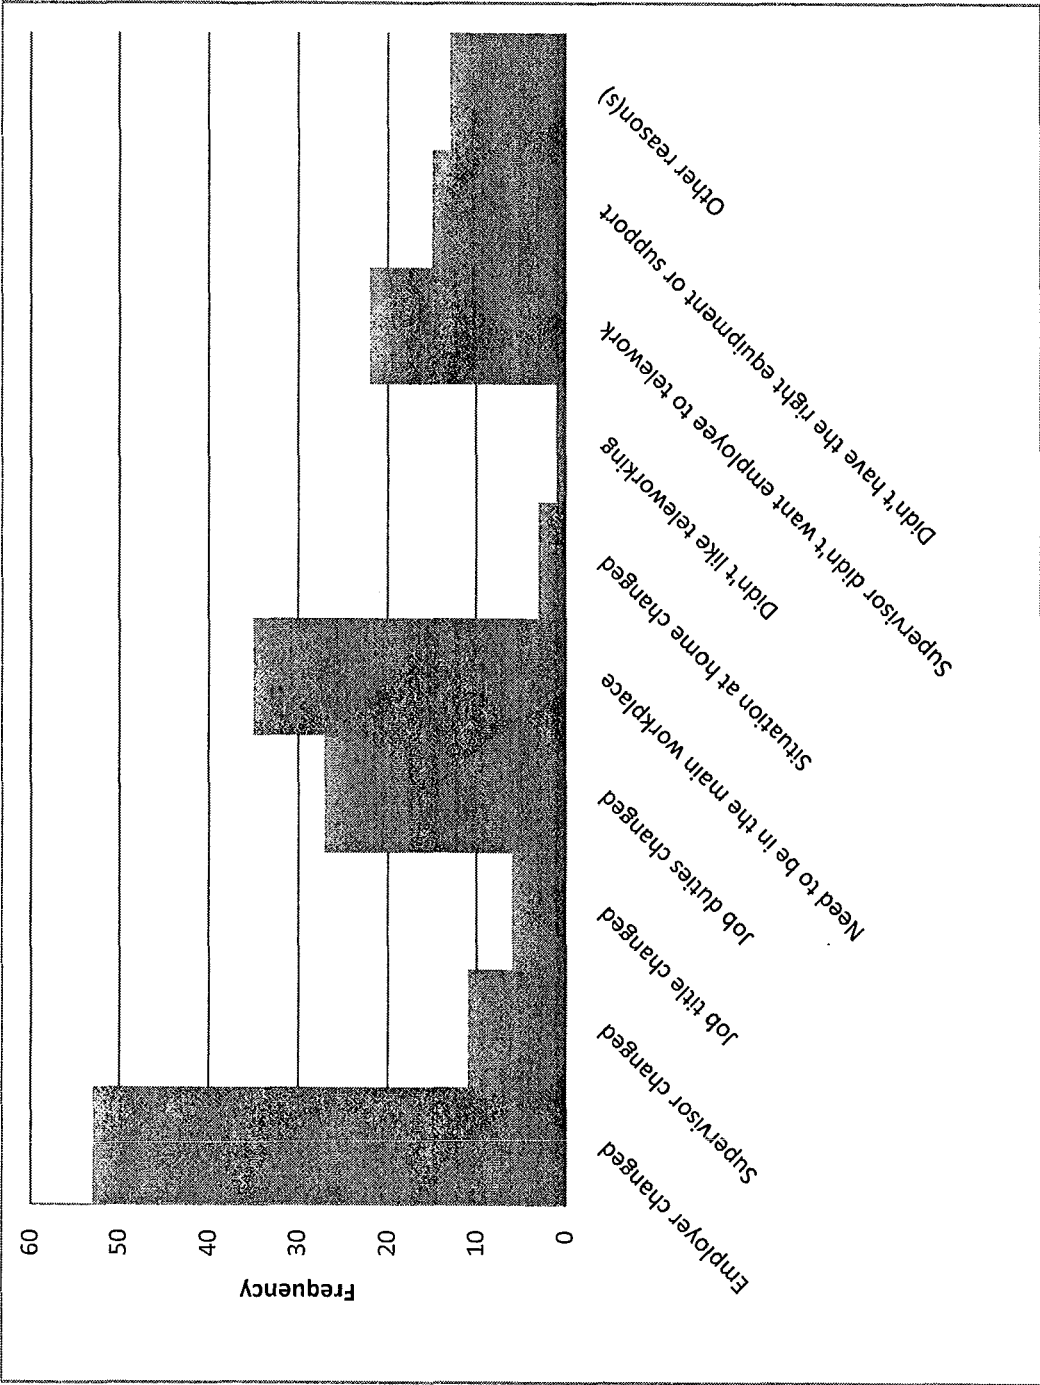 60
50
40
30
20
10
0
Frequency
Employer changed
Supervisor changed
Job title changed
Job duties changed
Need to be in the main workplace
Situation at home changed
Didn't like teleworking
Supervisor didn't want employee to telework
Didn't have the right equipment or support
Other reason(s)